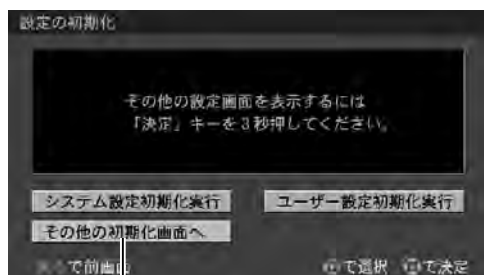 設定の初期化
その他の設定画面を表示するには
「決定」キーを3秒押してください。
システム設定初期化実行
ユーザー設定初期化実行
その他の初期化画面へ
で前画面
で選択
で決定